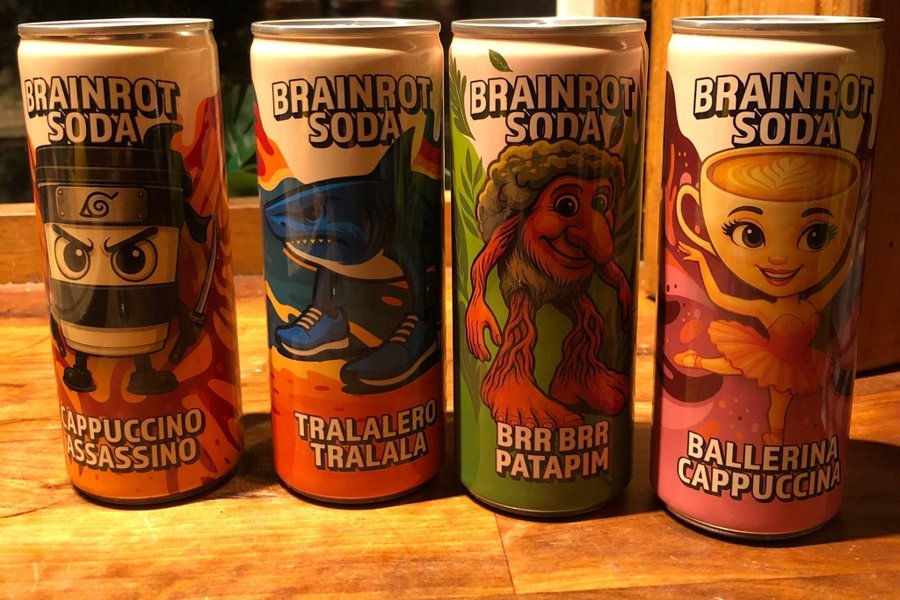 BRAINROT
SODA
CAPPUCCINO
ASSASSINO
BRAINROT
SODA
TRALALERO
TRALALA
BRAINROT
SODA
BRR BRR
PATAPIM
BRAINROT
SODA
BALLERINA
CAPPUCCINA